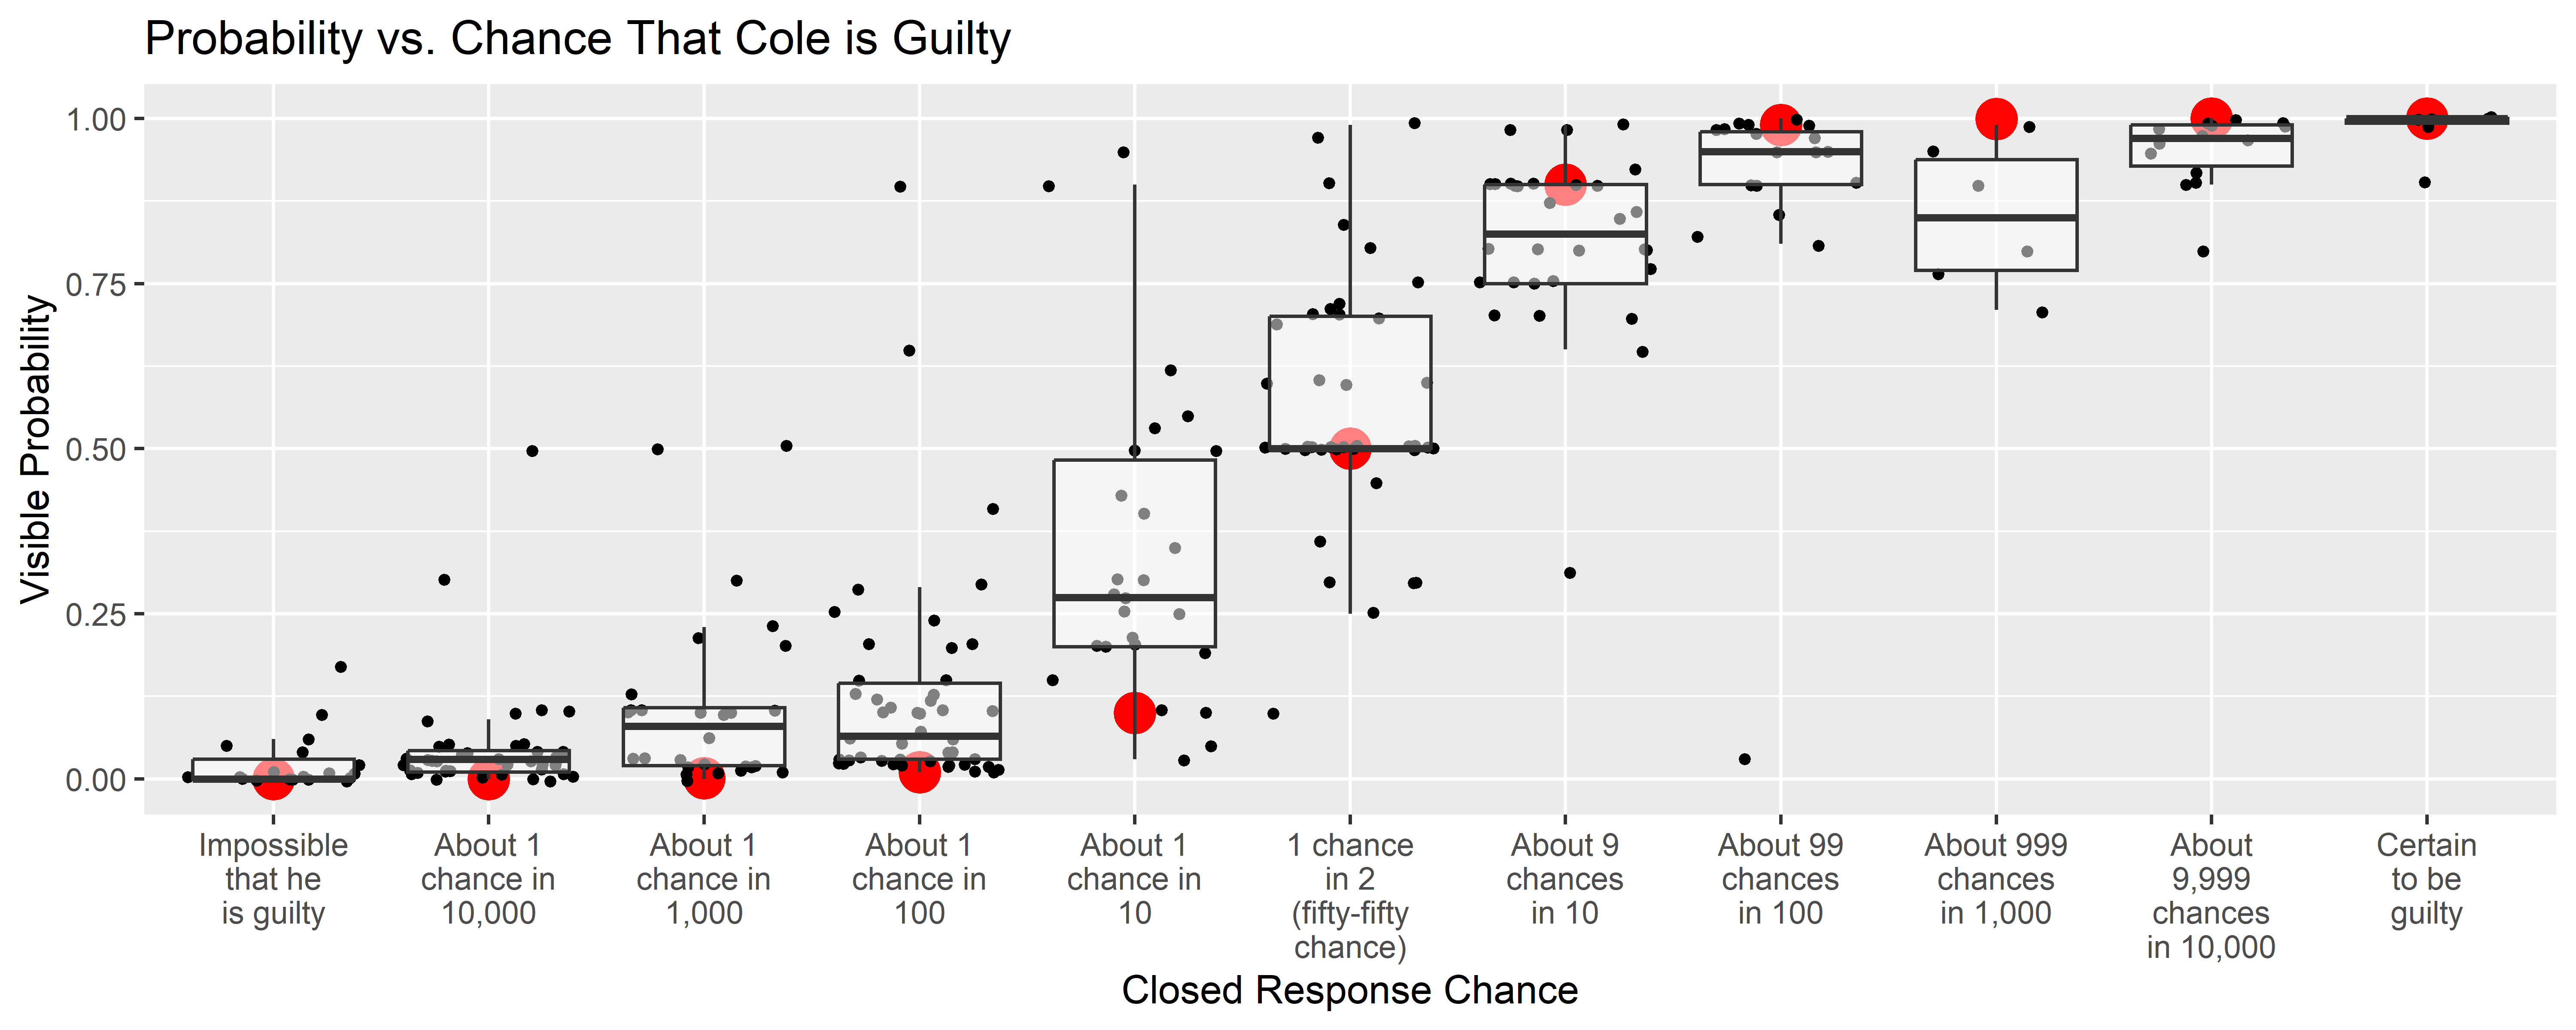 Probability vs. Chance That Cole is Guilty
Visible Probability
1.00
0.75
0.50
0.25
0.00
Impossible
that he
is guilty
About 1
chance in
10,000
About 1
chance in
1,000
About 1
chance in
100
About 1
chance in
10
1 chance
in 2
(fifty-fifty
chance)
About 9
chances
in 10
About 99
chances
in 100
About 999
chances
in 1,000
About
9,999
chances
in 10,000
Certain
to be
guilty
Closed Response Chance